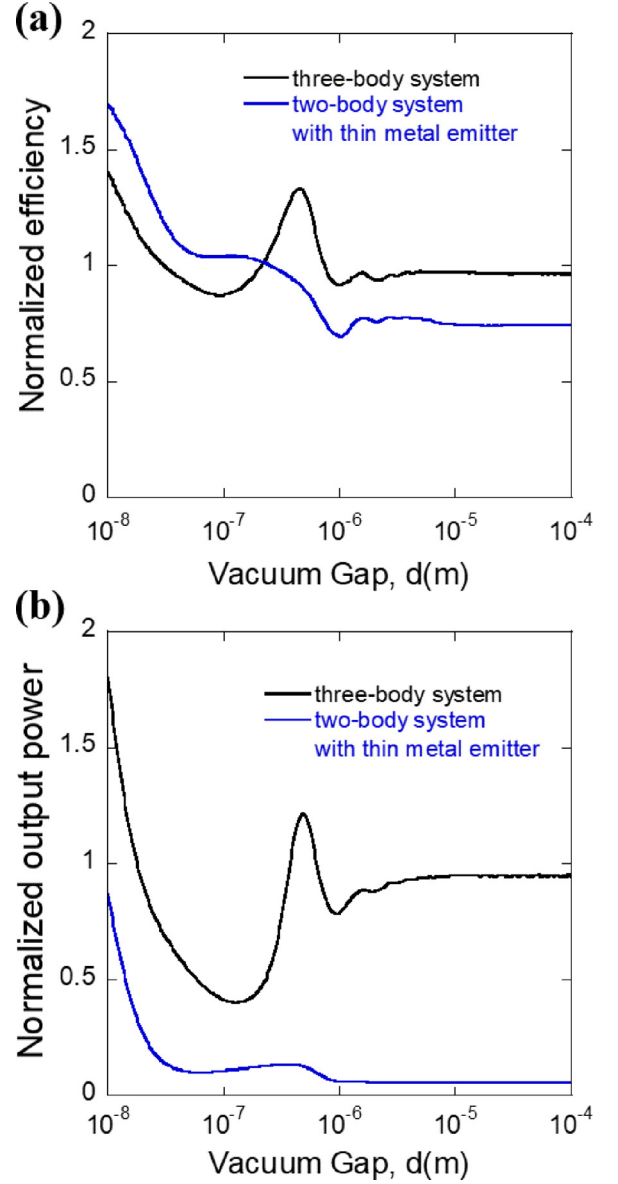 (a)
2
1.5
1
0.5
0
Normalized efficiency
three-body system
two-body system
with thin metal emitter
10⁻⁸ 10⁻⁷ 10⁻⁶ 10⁻⁵ 10⁻⁴
Vacuum Gap, d(m)
(b)
2
1.5
1
0.5
0
Normalized output power
three-body system
two-body system
with thin metal emitter
10⁻⁸ 10⁻⁷ 10⁻⁶ 10⁻⁵ 10⁻⁴
Vacuum Gap, d(m)